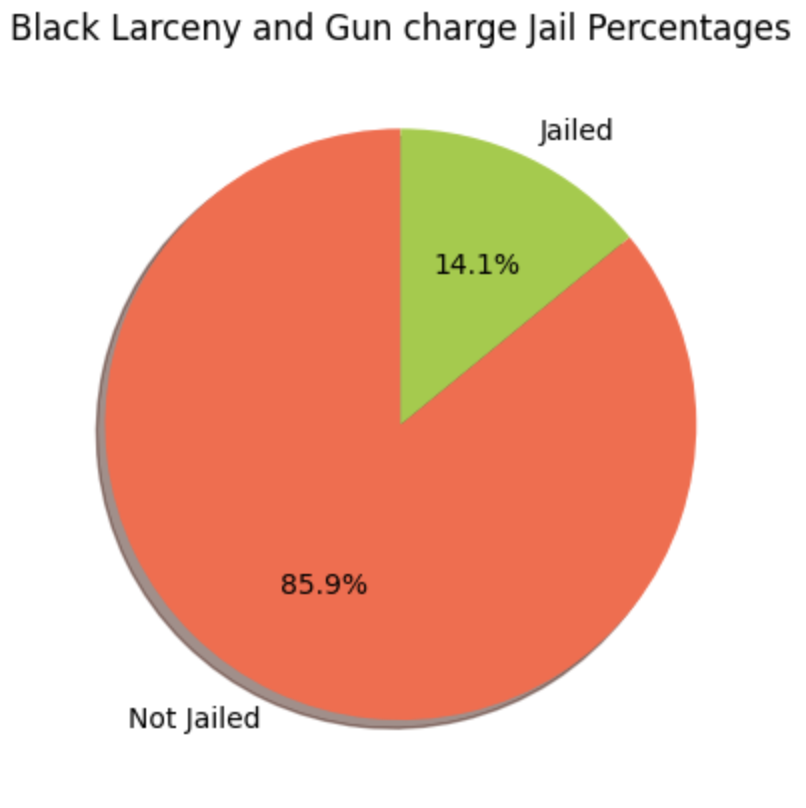 Black Larceny and Gun charge Jail Percentages
Jailed
14.1%
85.9%
Not Jailed